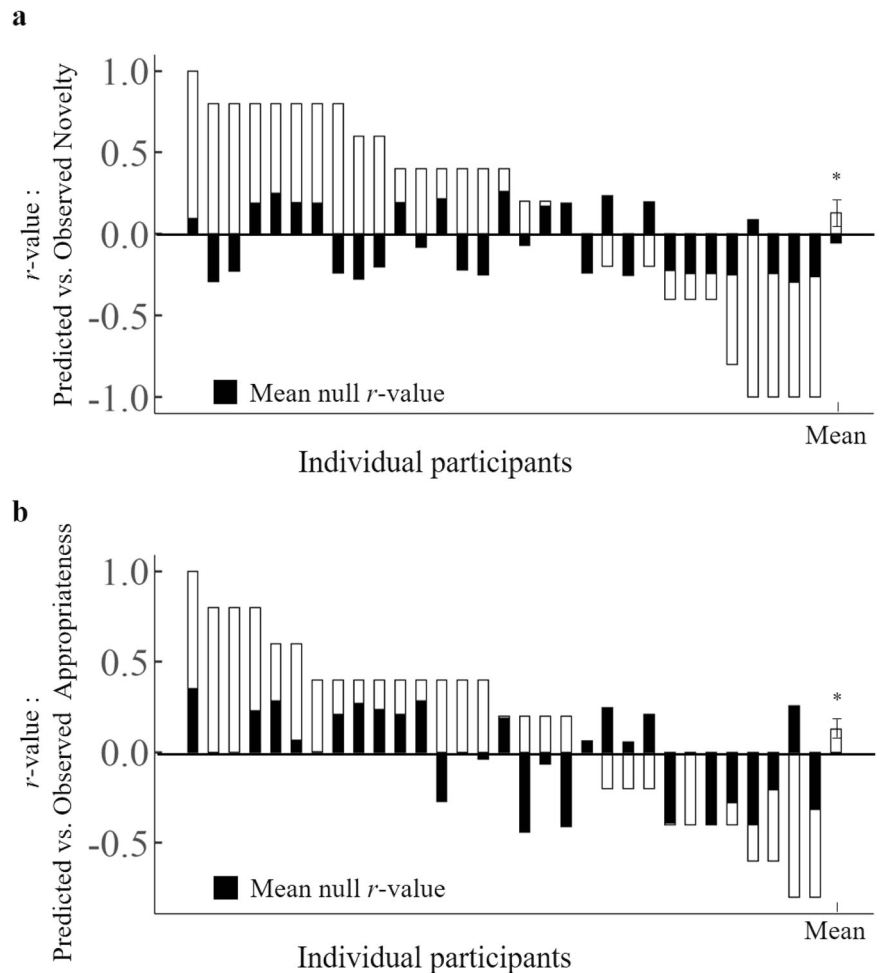 a
r-value :
Predicted vs. Observed Novelty
1.0
0.5
0.0
-0.5
-1.0
*
Mean null r-value
Mean
Individual participants
b
r-value :
Predicted vs. Observed Appropriateness
1.0
0.5
0.0
-0.5
*
Mean null r-value
Mean
Individual participants